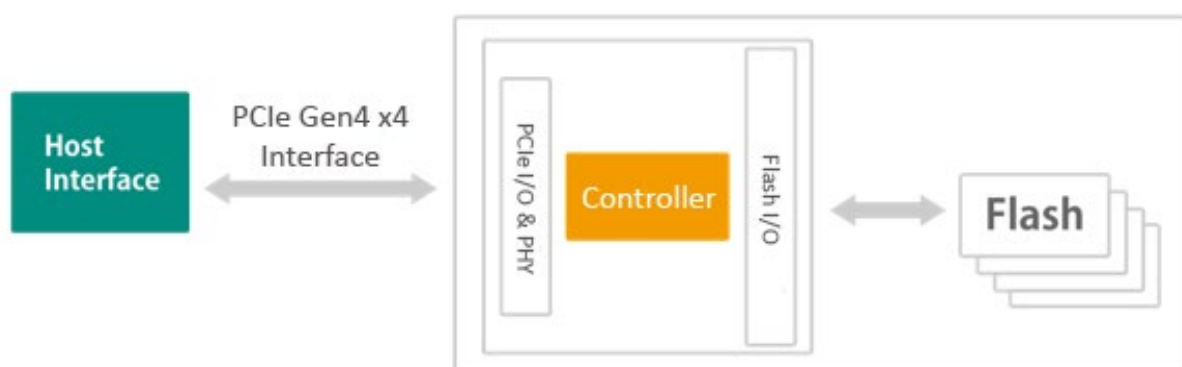 Host
Interface
PCIe Gen4 x4
Interface
PCIe I/O & PHY
Controller
Flash I/O
Flash